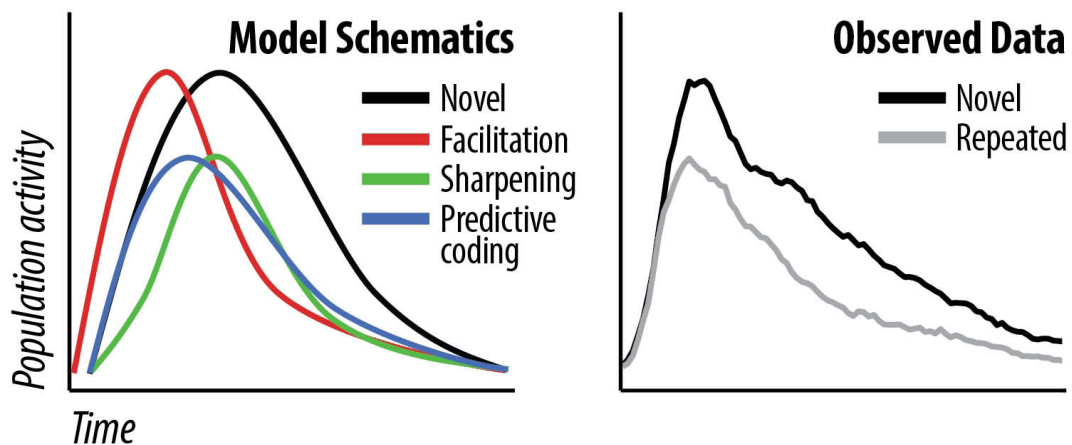 Model Schematics
Novel
Facilitation
Sharpening
Predictive
coding
Population activity
Time
Observed Data
Novel
Repeated